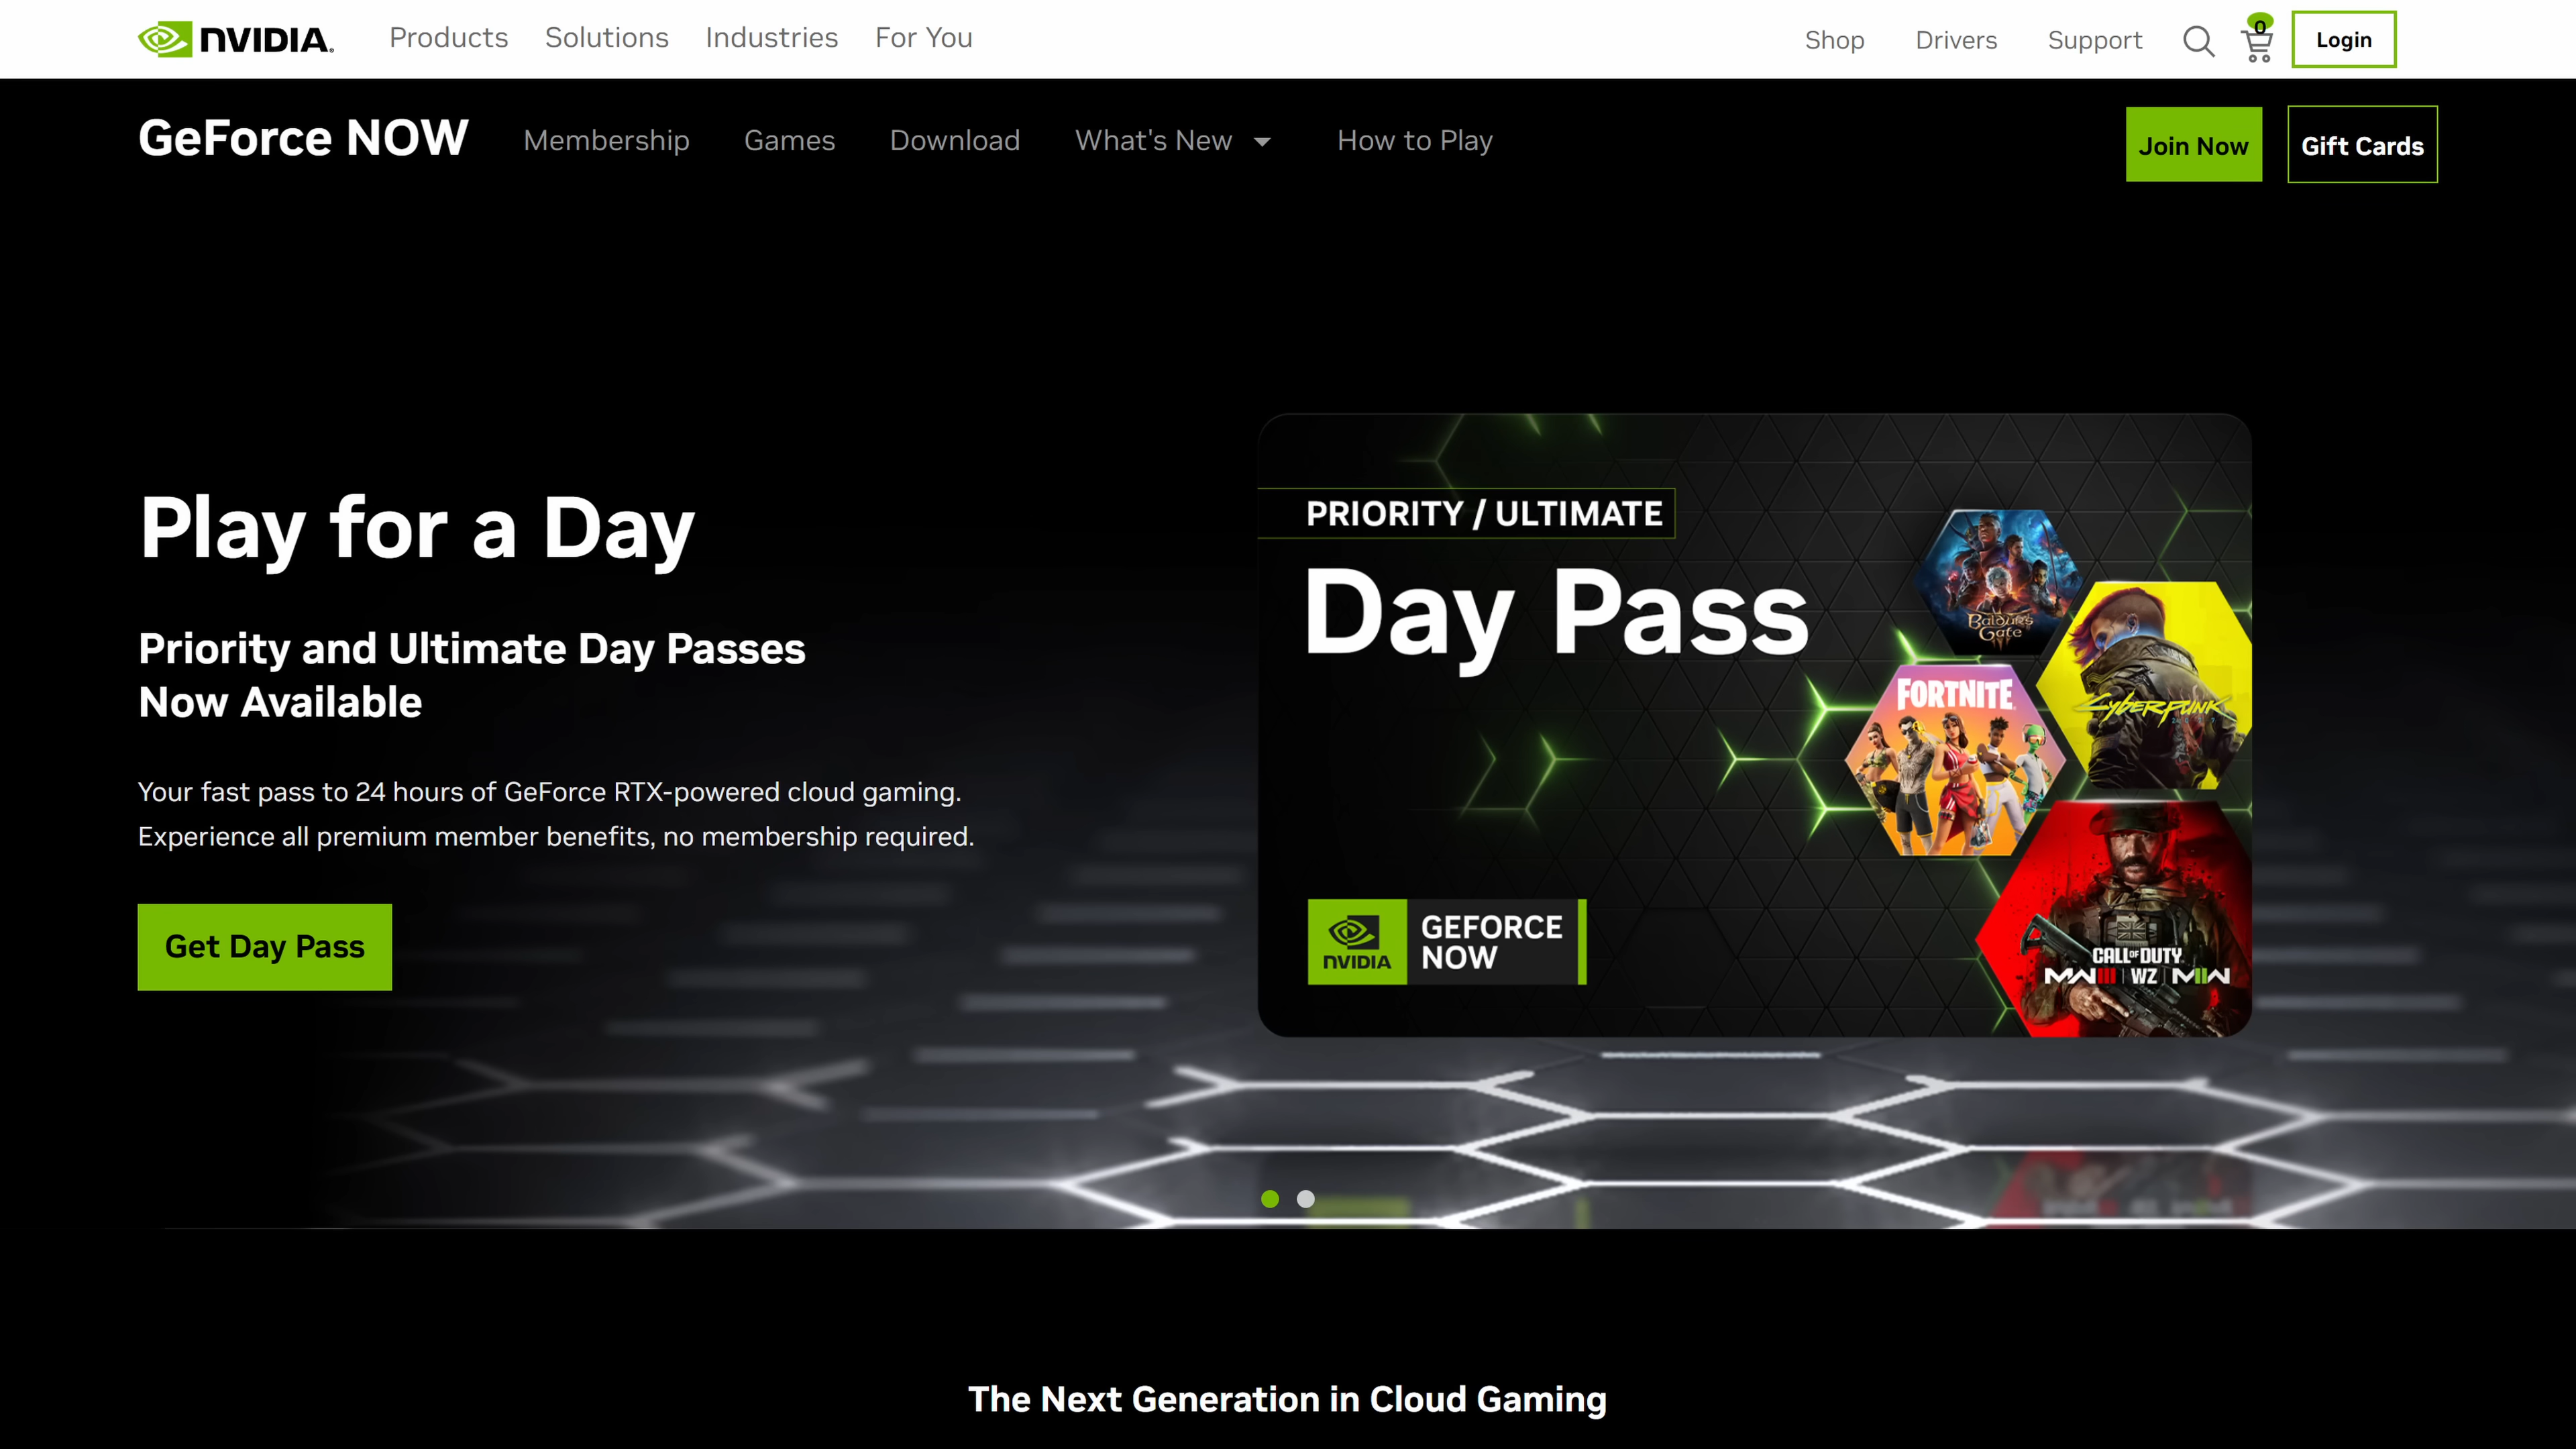 NVIDIA. Products Solutions Industries For You Shop Drivers Support 0 Login
GeForce NOW Membership Games Download What's New How to Play Join Now Gift Cards
Play for a Day
Priority and Ultimate Day Passes
Now Available
Your fast pass to 24 hours of GeForce RTX-powered cloud gaming.
Experience all premium member benefits, no membership required.
Get Day Pass
PRIORITY / ULTIMATE
Day Pass
Baldur's
Gate
CYBERPUNK
FORTNITE
CALL OF DUTY
MWIII | WZ | MWII
NVIDIA
GEFORCE
NOW
The Next Generation in Cloud Gaming